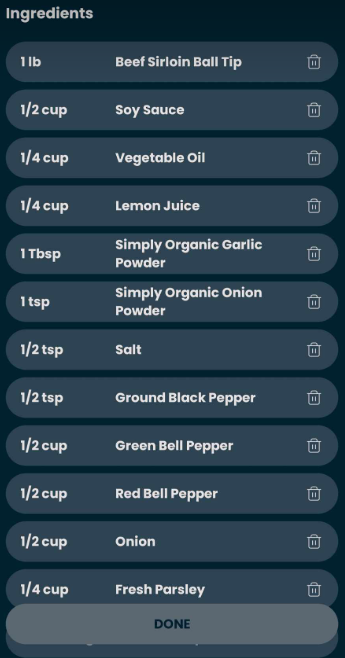 Ingredients
1 lb Beef Sirloin Ball Tip
1/2 cup Soy Sauce
1/4 cup Vegetable Oil
1/4 cup Lemon Juice
1 Tbsp Simply Organic Garlic
Powder
1 tsp Simply Organic Onion
Powder
1/2 tsp Salt
1/2 tsp Ground Black Pepper
1/2 cup Green Bell Pepper
1/2 cup Red Bell Pepper
1/2 cup Onion
1/4 cup Fresh Parsley
DONE